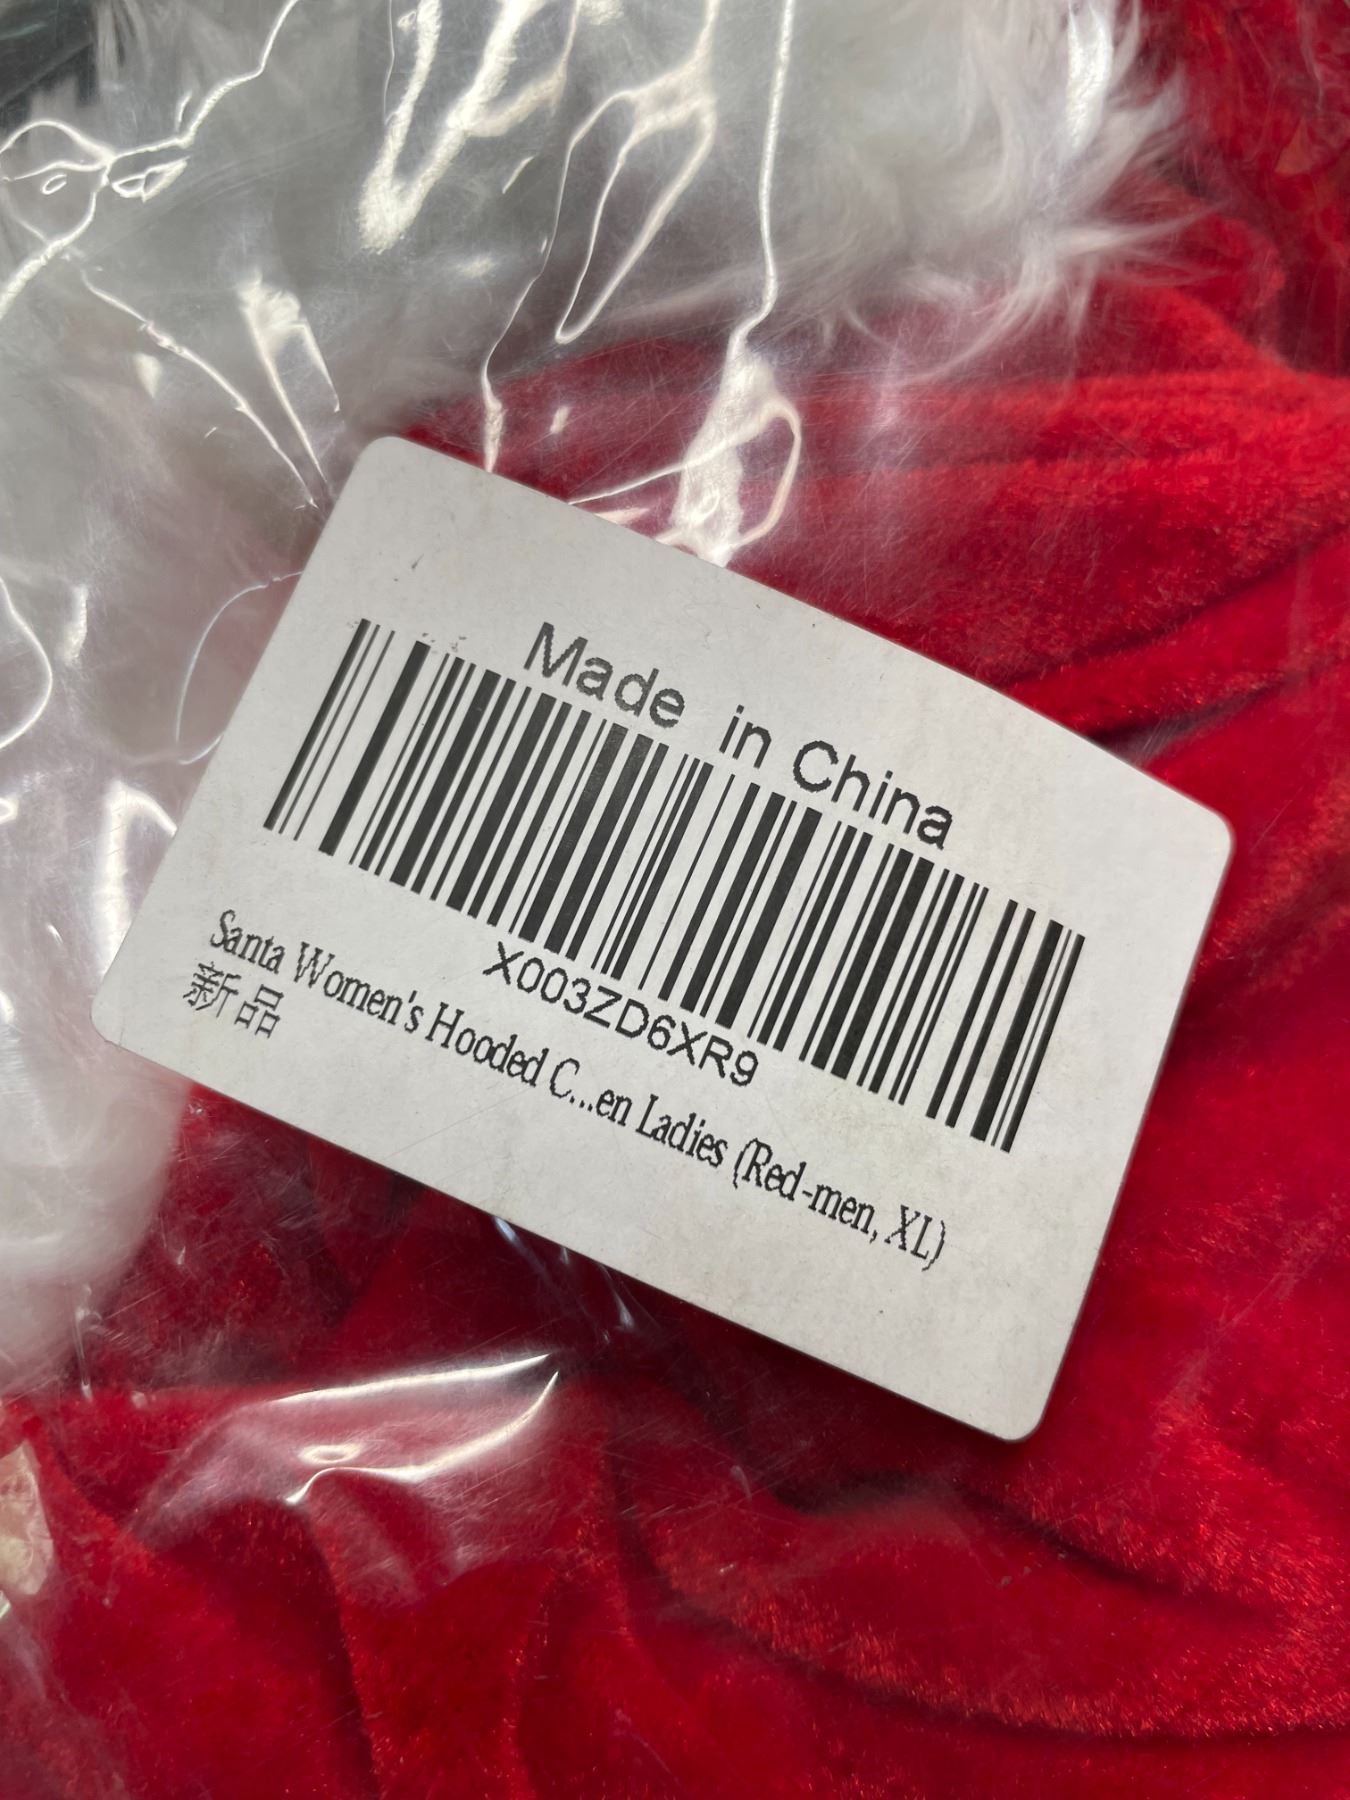 Made in China
X003ZD6XR9
Santa Women's Hooded C...en Ladies (Red-men, XL)
新品